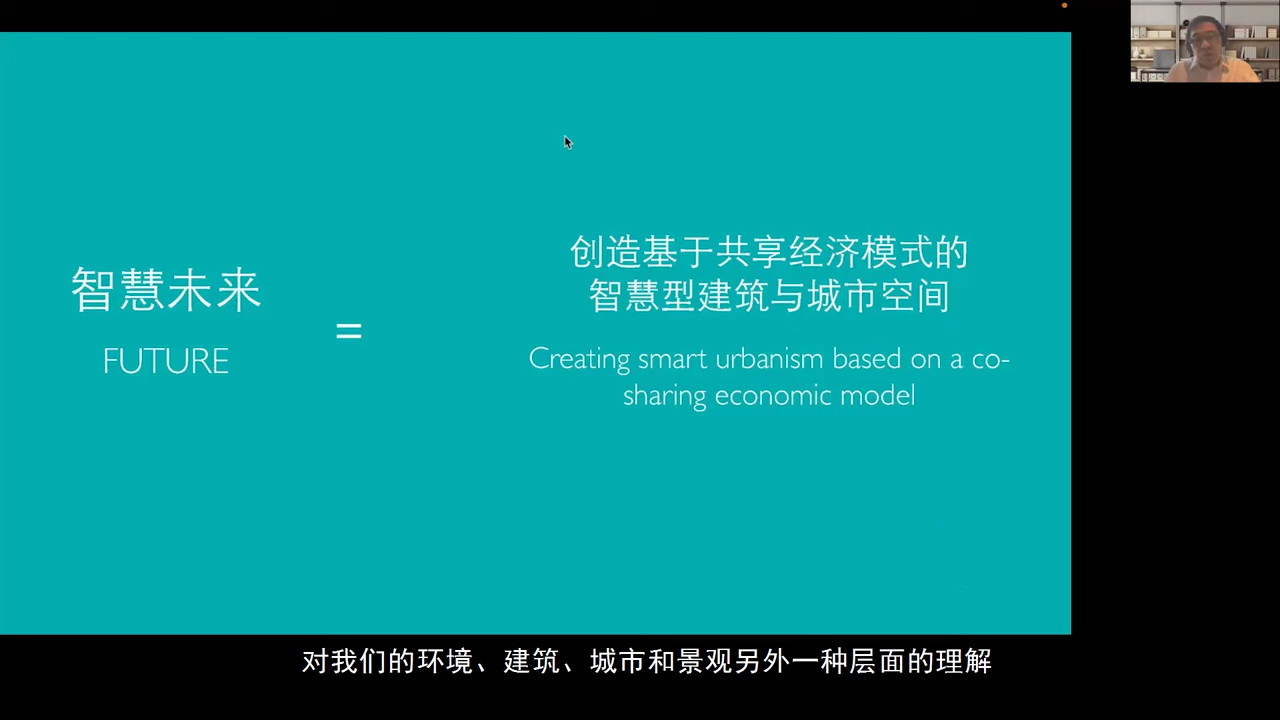 智慧未来
FUTURE
=
创造基于共享经济模式的
智慧型建筑与城市空间
Creating smart urbanism based on a co-
sharing economic model
对我们的环境、建筑、城市和景观另外一种层面的理解